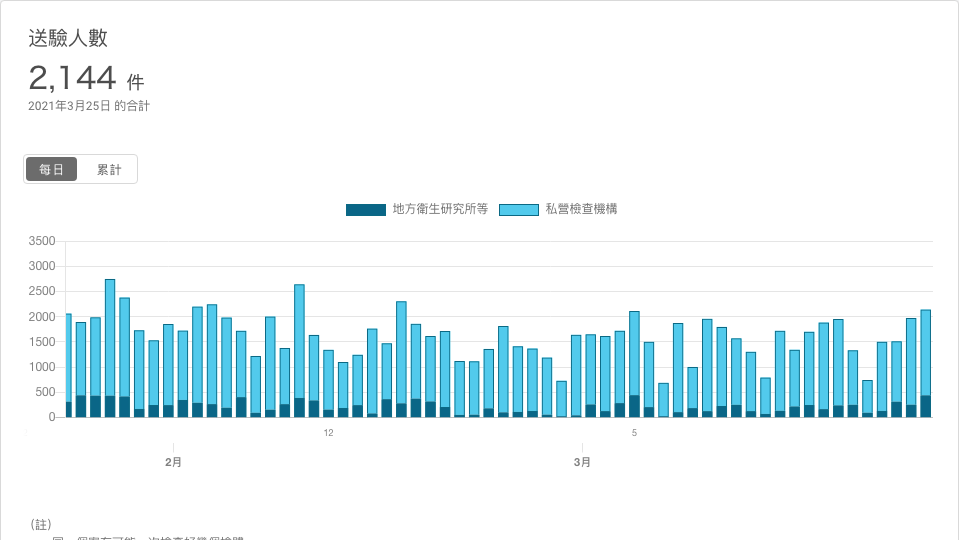 送驗人數
2,144 件
2021年3月25日 的合計
每日 累計
地方衛生研究所等 私營檢查機構
3500
3000
2500
2000
1500
1000
500
0
12 5
2月 3月
（註）